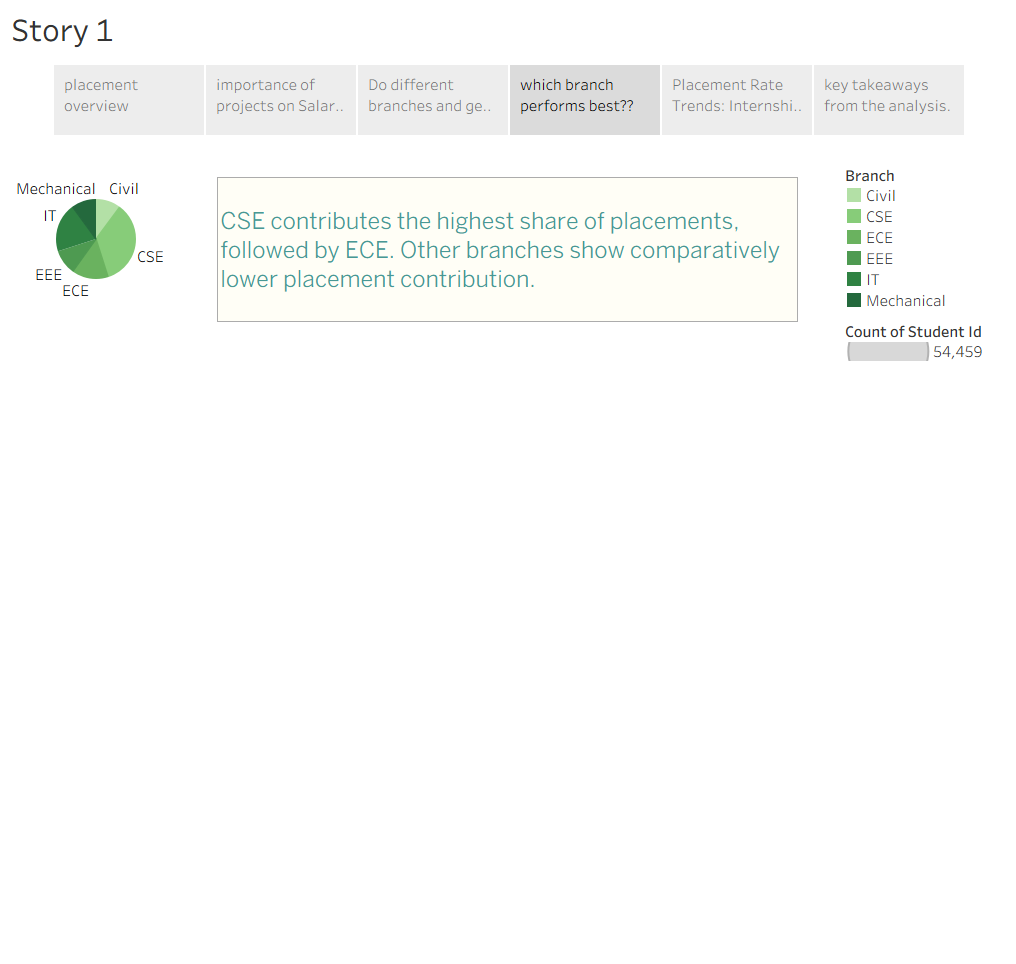 Story 1
placement
overview
importance of
projects on Salar..
Do different
branches and ge..
which branch
performs best??
Placement Rate
Trends: Internshi..
key takeaways
from the analysis.
Mechanical
Civil
IT
CSE
EEE
ECE
CSE contributes the highest share of placements,
followed by ECE. Other branches show comparatively
lower placement contribution.
Branch
Civil
CSE
ECE
EEE
IT
Mechanical
Count of Student Id
54,459